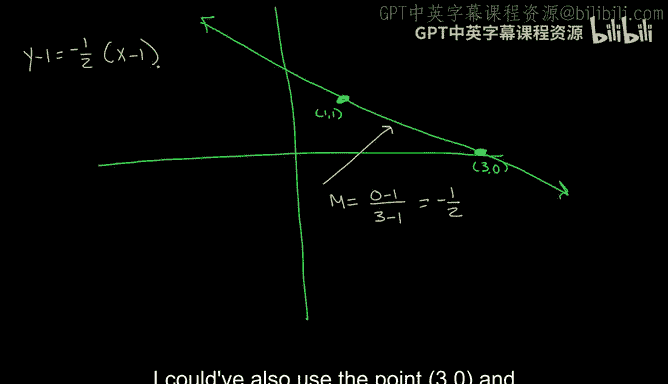 GPT中英字幕课程资源@bilibili
GPT中英字幕课程资源 bilibili
y-1=-1/2 (x-1).
(1,1)
(3,0)
M= 0-1/3-1 = -1/2
I could've also use the point (3,0) and